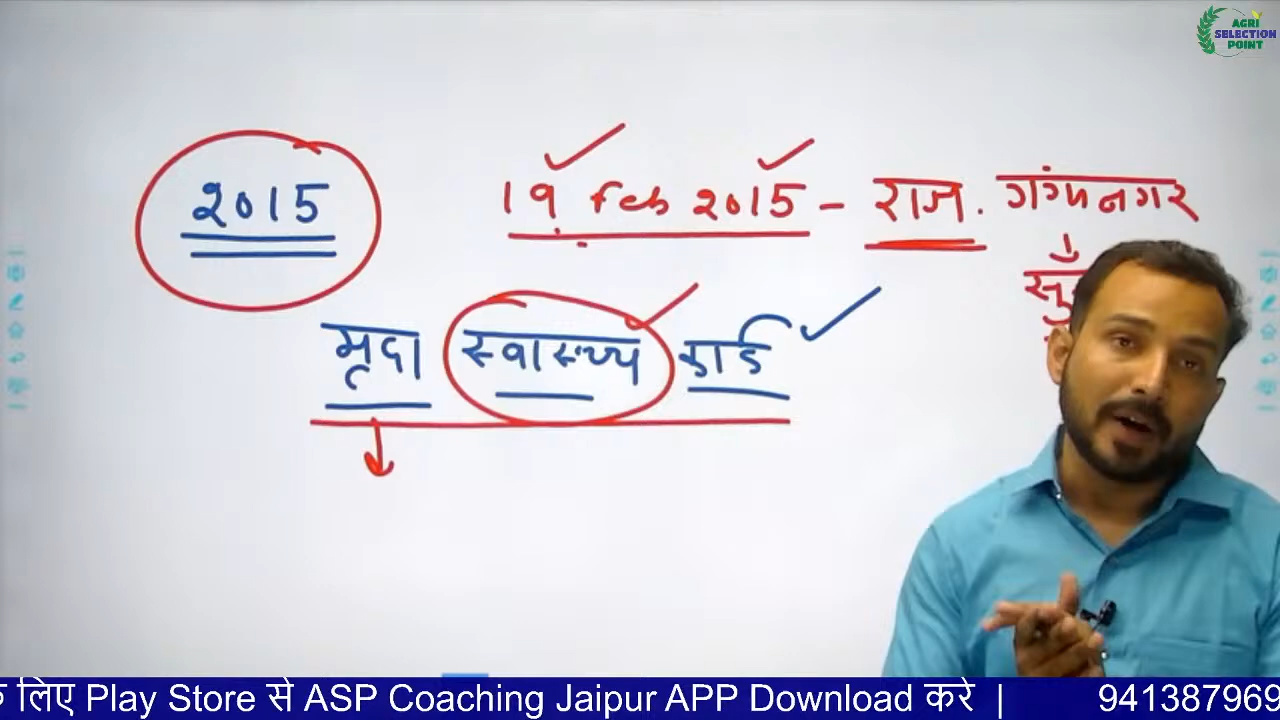 AGRI
SELECTION
POINT
2015
19 Feb 2015 - राज. गंगानगर
मृदा स्वास्थ्य कार्ड
लिए Play Store से ASP Coaching Jaipur APP Download करे | 941387969